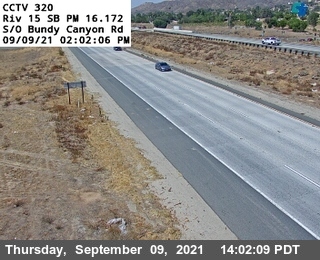 CCTV 320
Riv 15 SB PM 16.172
S/O Bundy Canyon Rd
09/09/21 02:02:06 PM
Thursday, September 09, 2021 14:02:09 PDT